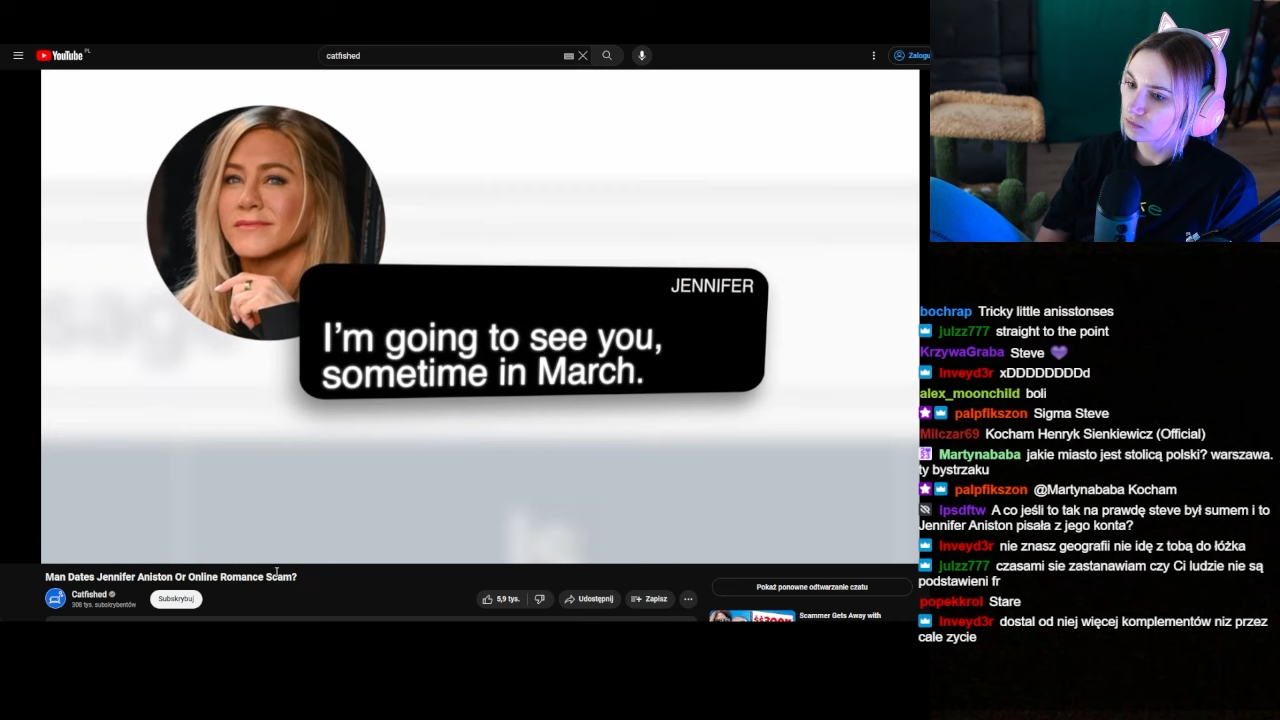 YouTube PL
catfished
Zalogu
JENNIFER
I'm going to see you,
sometime in March.
Man Dates Jennifer Aniston Or Online Romance Scam?
Catfished
308 tys. subskrybentów
Subskrybuj
5,9 tys.
Udostępnij
Zapisz
Pokaż ponowne odtwarzanie czatu
Scammer Gets Away with
bochrap Tricky little anisstonses
julzz777 straight to the point
KrzywaGraba Steve 💜
Inveyd3r xDDDDDDDDd
alex_moonchild boli
palpfikszon Sigma Steve
Milczar69 Kocham Henryk Sienkiewicz (Official)
Martynababa jakie miasto jest stolicą polski? warszawa.
ty bystrzaku
palpfikszon @Martynababa Kocham
ipsdftw A co jeśli to tak na prawdę steve był sumem i to
Jennifer Aniston pisała z jego konta?
Inveyd3r nie znasz geografii nie idę z tobą do łóżka
julzz777 czasami sie zastanawiam czy Ci ludzie nie są
podstawieni fr
popekkrol Stare
Inveyd3r dostal od niej więcej komplementów niz przez
cale zycie